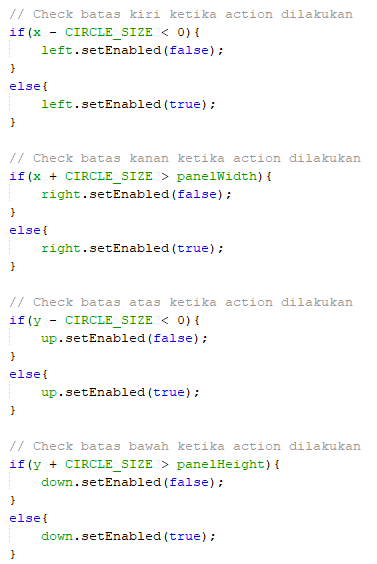 // Check batas kiri ketika action dilakukan
if(x - CIRCLE_SIZE < 0){
    left.setEnabled(false);
}
else{
    left.setEnabled(true);
}

// Check batas kanan ketika action dilakukan
if(x + CIRCLE_SIZE > panelWidth){
    right.setEnabled(false);
}
else{
    right.setEnabled(true);
}

// Check batas atas ketika action dilakukan
if(y - CIRCLE_SIZE < 0){
    up.setEnabled(false);
}
else{
    up.setEnabled(true);
}

// Check batas bawah ketika action dilakukan
if(y + CIRCLE_SIZE > panelHeight){
    down.setEnabled(false);
}
else{
    down.setEnabled(true);
}